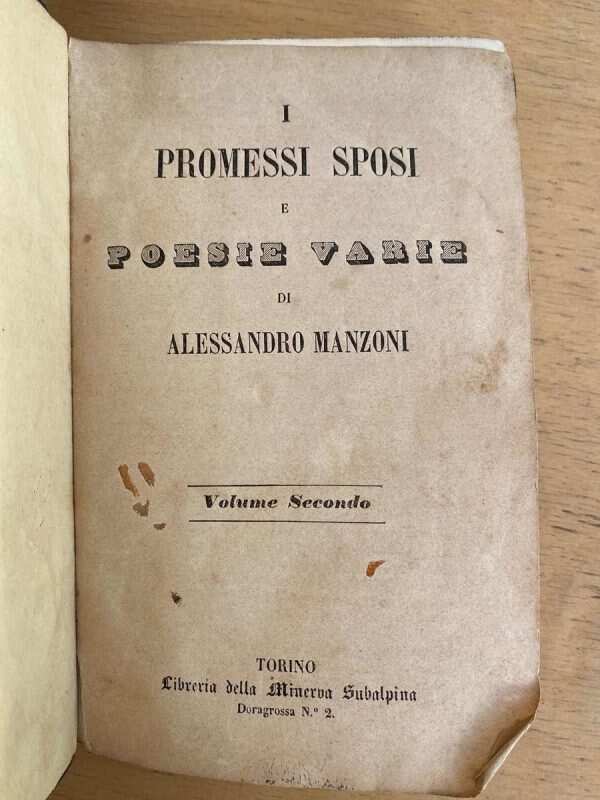 I
PROMESSI SPOSI
E
POESIE VARIE
DI
ALESSANDRO MANZONI
Volume Secondo
TORINO
Libreria della Minerva Subalpina
Doragrossa N.º 2.